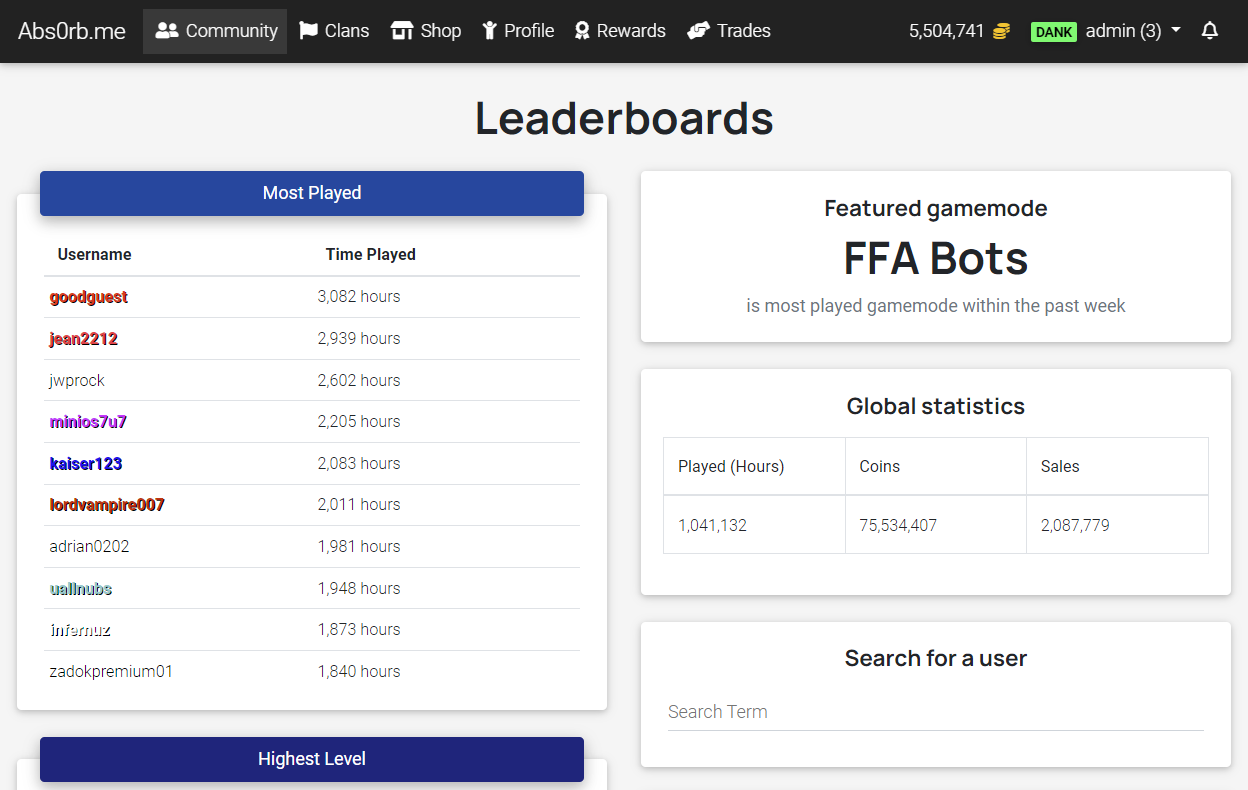 Abs0rb.me Community Clans Shop Profile Rewards Trades 5,504,741 DANK admin (3)
Leaderboards
Most Played
Username Time Played
goodguest 3,082 hours
jean2212 2,939 hours
jwprock 2,602 hours
minios7u7 2,205 hours
kaiser123 2,083 hours
lordvampire007 2,011 hours
adrian0202 1,981 hours
uallnubs 1,948 hours
infernuz 1,873 hours
zadokpremium01 1,840 hours
Highest Level
Featured gamemode
FFA Bots
is most played gamemode within the past week
Global statistics
Played (Hours) Coins Sales
1,041,132 75,534,407 2,087,779
Search for a user
Search Term